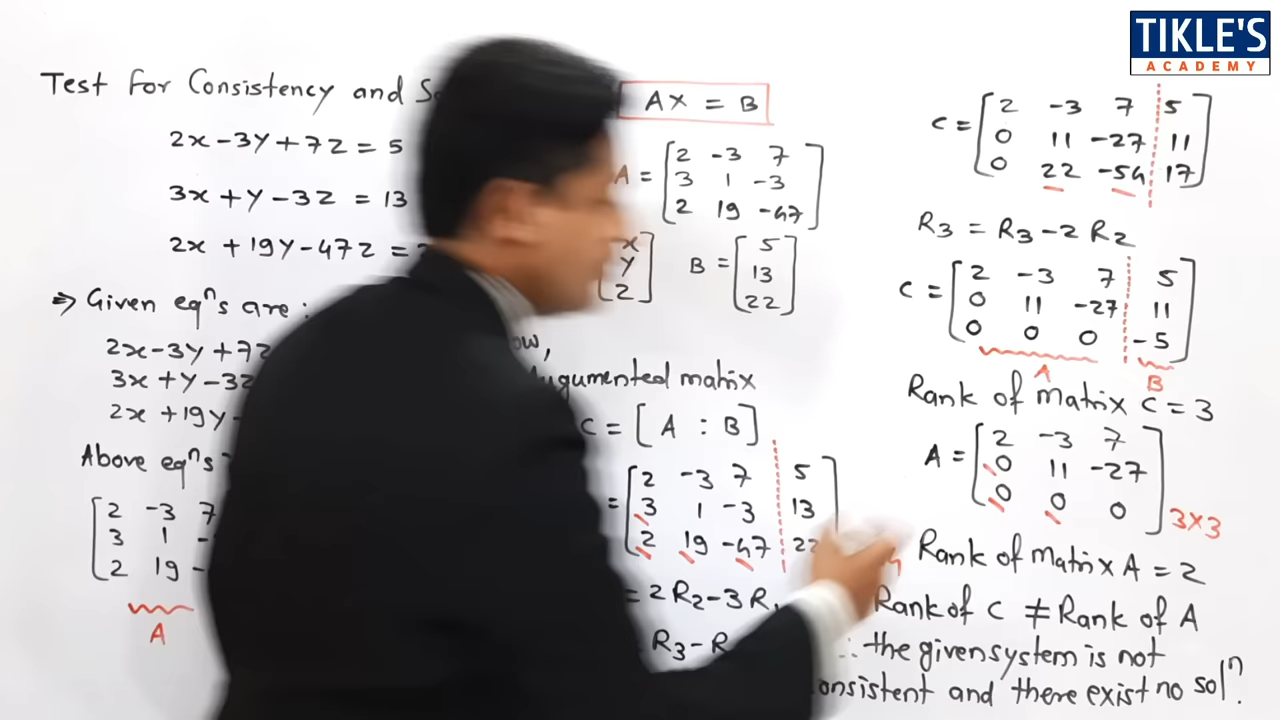 TIKLE'S
ACADEMY
Test for Consistency and
2x - 3y + 7z = 5
3x + y - 3z = 13
2x + 19y - 47z =
⇒ Given eqⁿs are :
2x - 3y + 7z
3x + y - 3z
2x + 19y
Above eqⁿs
2 -3 7
3 1
2 19
A
AX = B
A = [2 -3 7
3 1 -3
2 19 -47]
x
y
z
B = [5
13
22]
Augumented matrix
C = [A : B]
= [2 -3 7 5
3 1 -3 13
2 19 -47 22]
= 2R₂ - 3R₁
R₃ - R
C = [2 -3 7 5
0 11 -27 11
0 22 -54 17]
R₃ = R₃ - 2R₂
C = [2 -3 7 5
0 11 -27 11
0 0 0 -5]
A B
Rank of matrix C = 3
A = [2 -3 7
0 11 -27
0 0 0] 3×3
Rank of matrix A = 2
Rank of C ≠ Rank of A
∴ the given system is not
consistent and there exist no solⁿ.